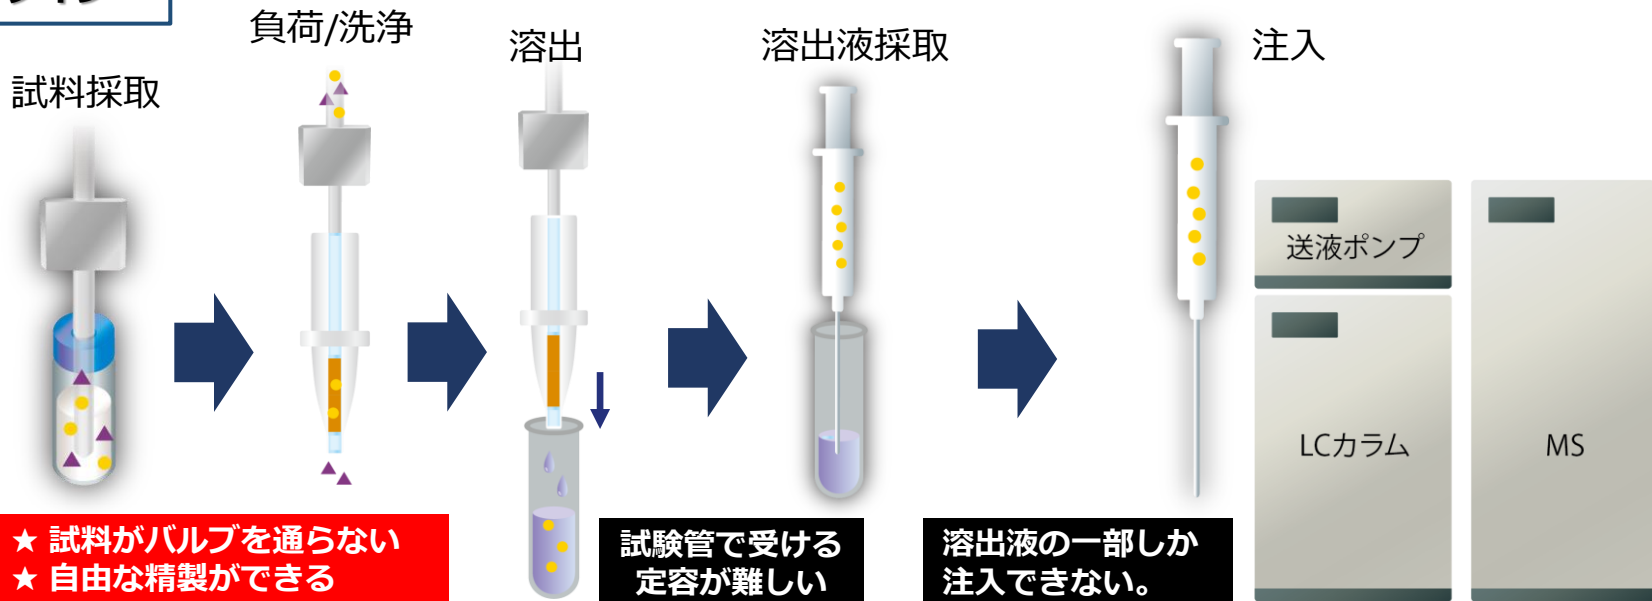 試料採取
負荷/洗浄
溶出
溶出液採取
注入
送液ポンプ
LCカラム
MS
★ 試料がバルブを通らない
★ 自由な精製ができる
試験管で受ける
定容が難しい
溶出液の一部しか
注入できない。